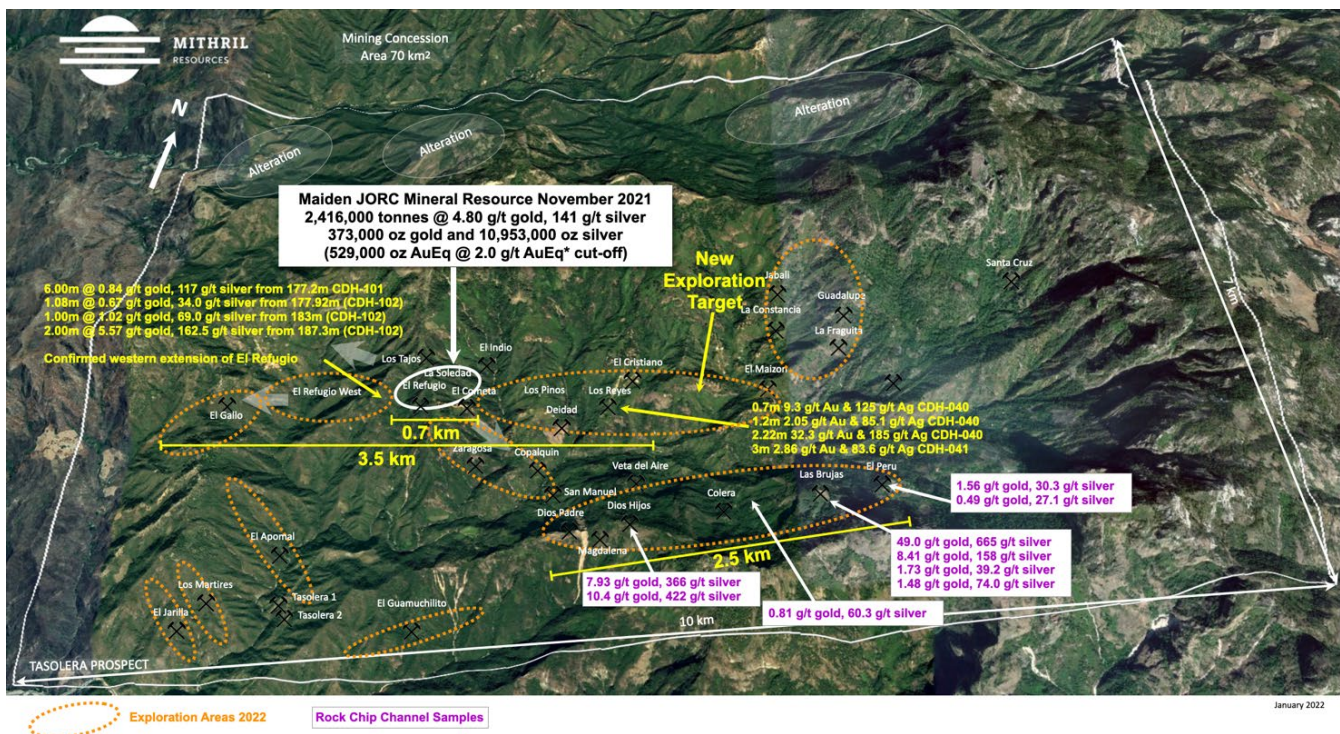 MITHRIL
RESOURCES
Mining Concession
Area 70 km²
N
Alteration
Alteration
Alteration
Maiden JORC Mineral Resource November 2021
2,416,000 tonnes @ 4.80 g/t gold, 141 g/t silver
373,000 oz gold and 10,953,000 oz silver
(529,000 oz AuEq @ 2.0 g/t AuEq* cut-off)
New
Exploration
Target
Jabali
Guadalupe
La Constancia
La Fraguita
Santa Cruz
7 km
6.00m @ 0.84 g/t gold, 117 g/t silver from 177.2m CDH-101
1.08m @ 0.67 g/t gold, 34.0 g/t silver from 177.92m (CDH-102)
1.00m @ 1.02 g/t gold, 69.0 g/t silver from 183m (CDH-102)
2.00m @ 5.57 g/t gold, 162.5 g/t silver from 187.3m (CDH-102)
Confirmed western extension of El Refugio
Los Tajos
El Indio
La Soledad
El Cristiano
El Maizon
El Refugio West
El Refugio
El Cometa
Los Pinos
Los Reyes
El Gallo
Deidad
0.7m 9.3 g/t Au & 125 g/t Ag CDH-040
1.2m 2.05 g/t Au & 85.1 g/t Ag CDH-040
2.22m 32.3 g/t Au & 185 g/t Ag CDH-040
3m 2.86 g/t Au & 83.6 g/t Ag CDH-041
0.7 km
3.5 km
Zaragosa
Copalquin
Veta del Aire
Las Brujas
El Peru
San Manuel
Colera
Dios Padre
Dios Hijos
Magdalena
2.5 km
1.56 g/t gold, 30.3 g/t silver
0.49 g/t gold, 27.1 g/t silver
49.0 g/t gold, 665 g/t silver
8.41 g/t gold, 158 g/t silver
1.73 g/t gold, 39.2 g/t silver
1.48 g/t gold, 74.0 g/t silver
7.93 g/t gold, 366 g/t silver
10.4 g/t gold, 422 g/t silver
0.81 g/t gold, 60.3 g/t silver
El Apomal
Los Martires
Tasolera 1
Tasolera 2
El Jarilla
El Guamuchilito
10 km
TASOLERA PROSPECT
Exploration Areas 2022
Rock Chip Channel Samples
January 2022